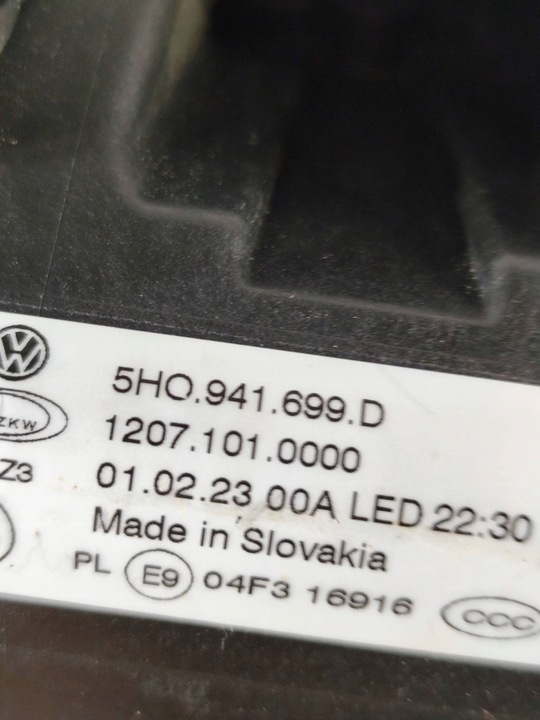 5H0.941.699.D
ZKW
1207.101.0000
Z3
01.02.23 00A LED 22:30
Made in Slovakia
PL E9 04F3 16916 CCC